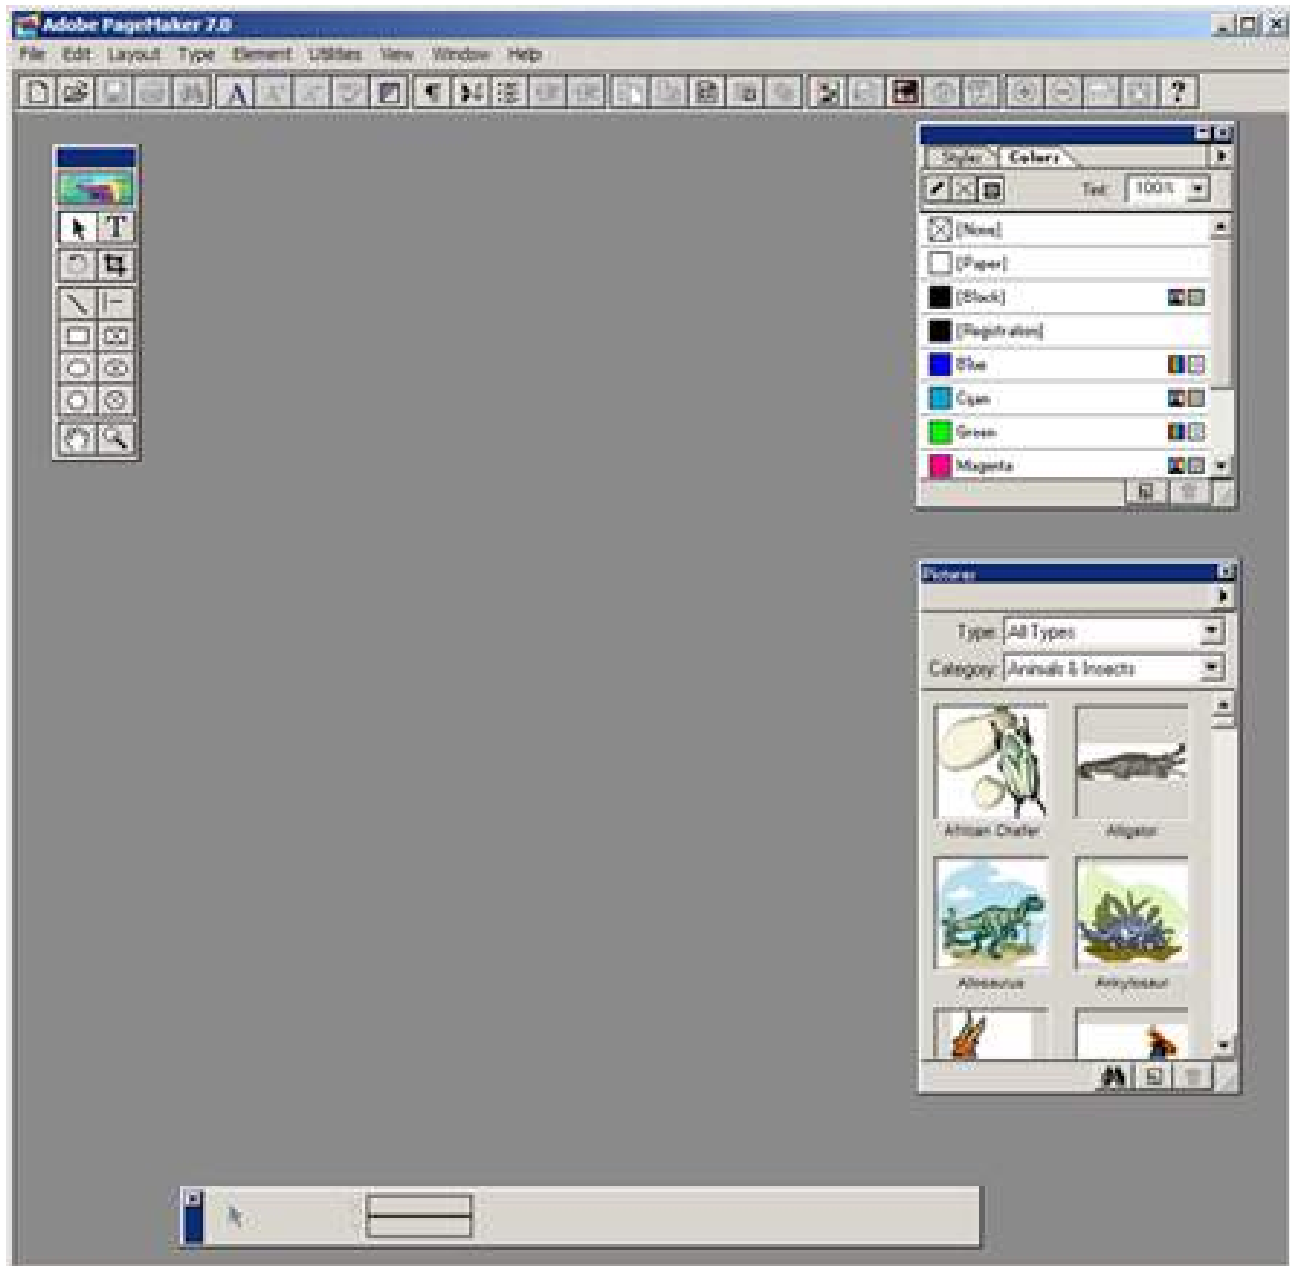 Adobe PageMaker 7.0
File Edit Layout Type Element Utilities View Window Help
T
Styles Colors
Tint: 100%
[None]
[Paper]
[Black]
[Registration]
Blue
Cyan
Green
Magenta
Pictures
Type: All Types
Category: Animals & Insects
African Chafer Alligator
Allosaurus Ankylosaur